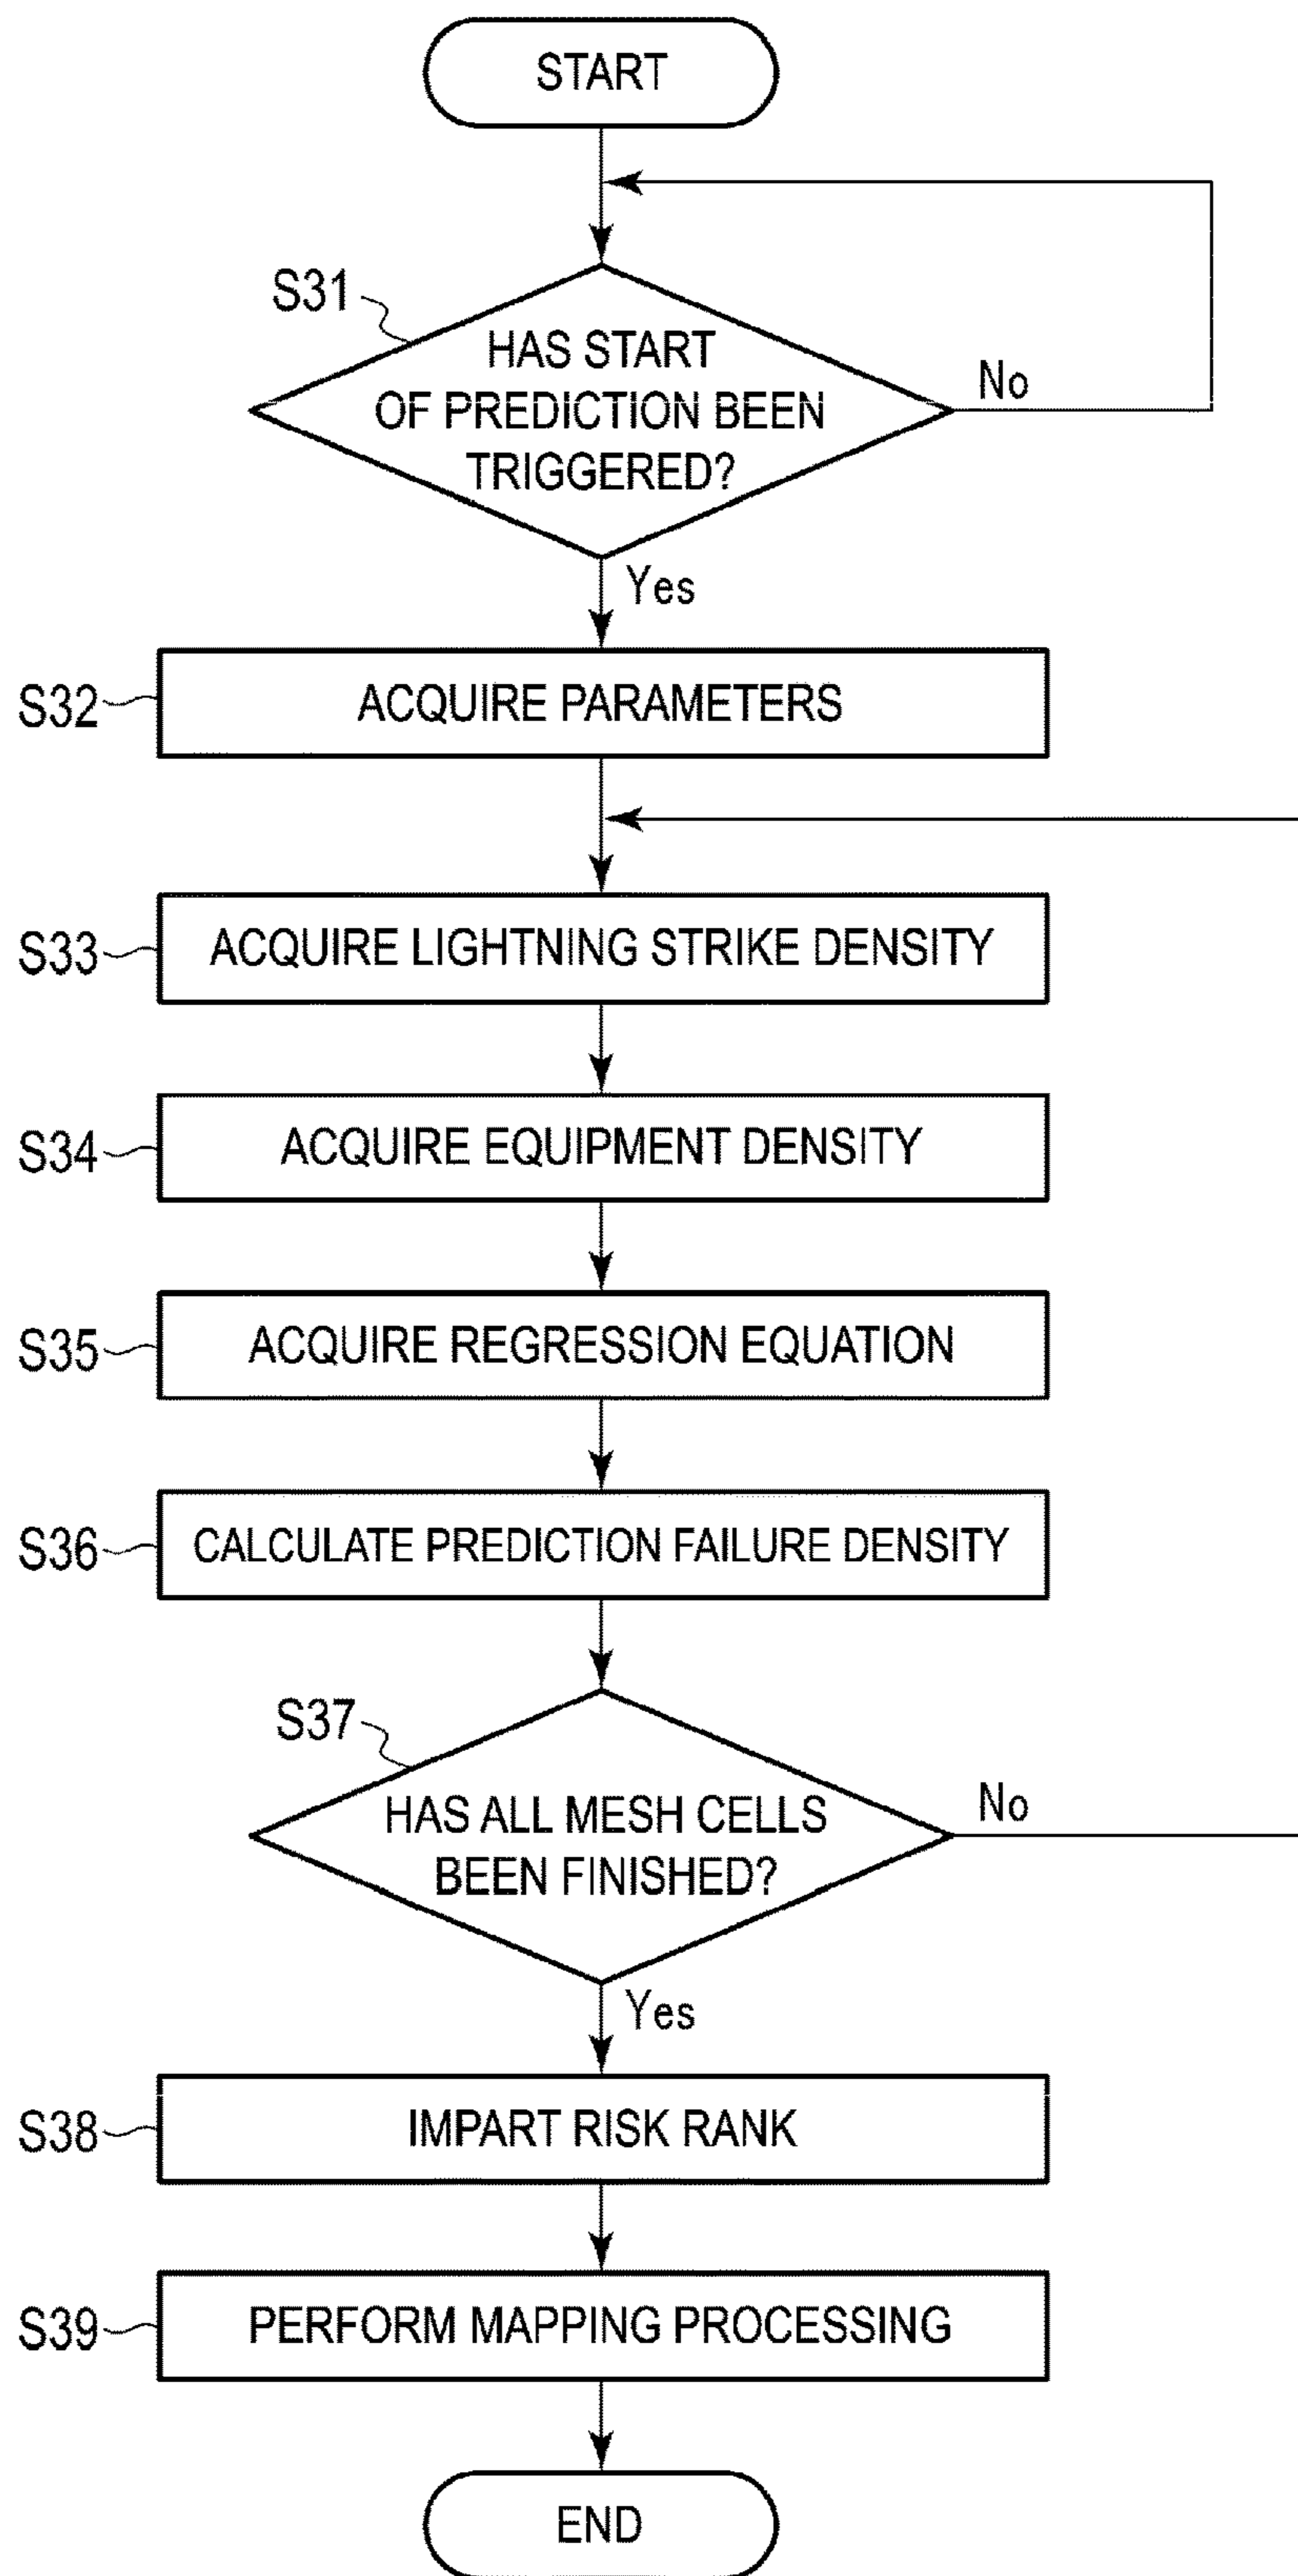 START
S31
HAS START
OF PREDICTION BEEN
TRIGGERED?
No
Yes
S32
ACQUIRE PARAMETERS
S33
ACQUIRE LIGHTNING STRIKE DENSITY
S34
ACQUIRE EQUIPMENT DENSITY
S35
ACQUIRE REGRESSION EQUATION
S36
CALCULATE PREDICTION FAILURE DENSITY
S37
HAS ALL MESH CELLS
BEEN FINISHED?
No
Yes
S38
IMPART RISK RANK
S39
PERFORM MAPPING PROCESSING
END